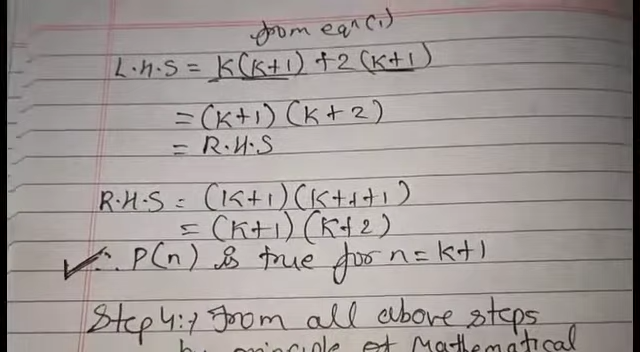 from eqn (1)
L.H.S = K(K+1) + 2(K+1)
= (K+1) (K+2)
= R.H.S
R.H.S = (K+1) (K+1+1)
= (K+1) (K+2)
∴ P(n) is true for n = K+1
Step 4:, From all above steps
by principle of Mathematical